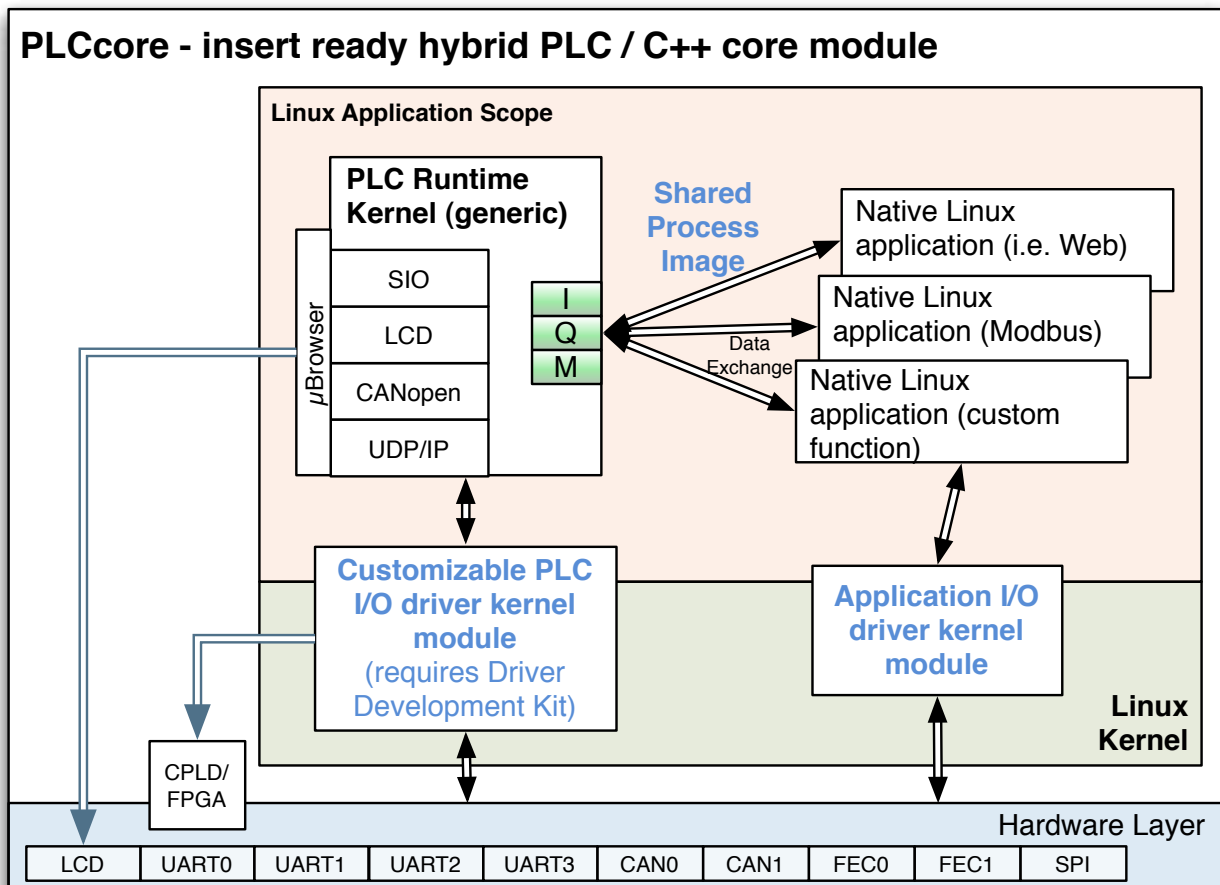 PLCcore - insert ready hybrid PLC / C++ core module
Linux Application Scope
PLC Runtime
Kernel (generic)
µBrowser
SIO
LCD
CANopen
UDP/IP
I
Q
M
Shared
Process
Image
Data
Exchange
Native Linux
application (i.e. Web)
Native Linux
application (Modbus)
Native Linux
application (custom
function)
Customizable PLC
I/O driver kernel
module
(requires Driver
Development Kit)
Application I/O
driver kernel
module
Linux
Kernel
CPLD/
FPGA
Hardware Layer
LCD
UART0
UART1
UART2
UART3
CAN0
CAN1
FEC0
FEC1
SPI